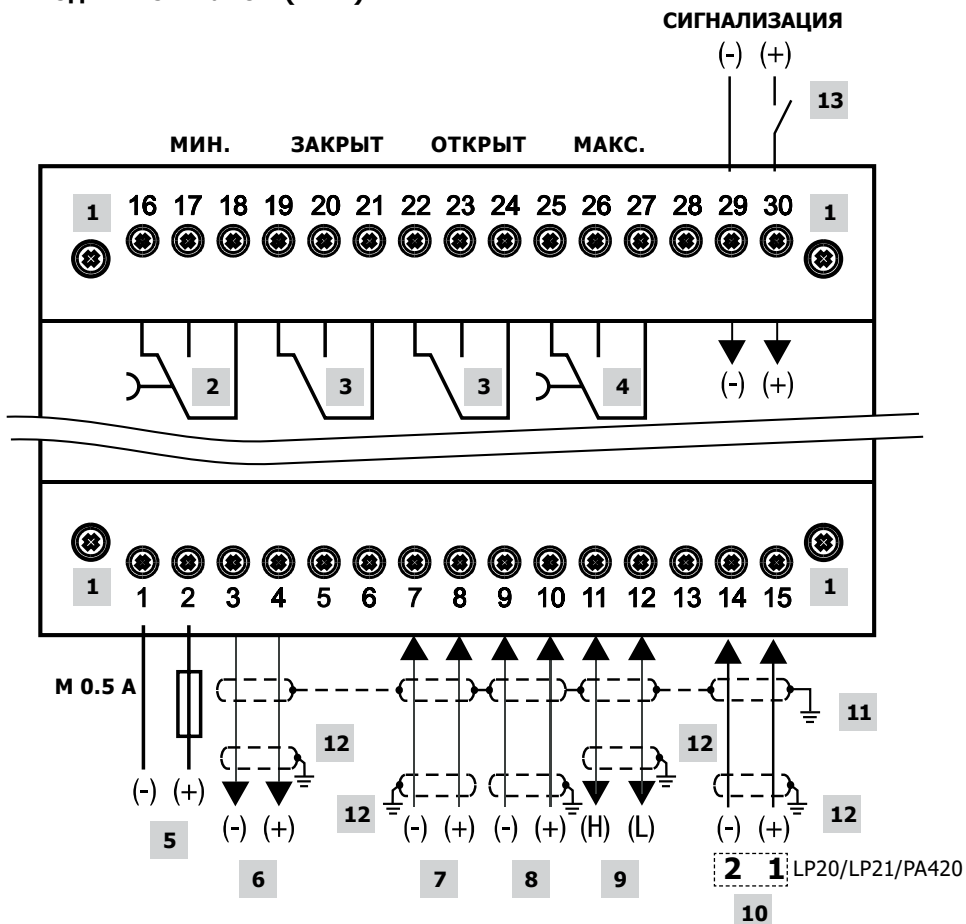 СИГНАЛИЗАЦИЯ
(-) (+)
13
МИН. ЗАКРЫТ ОТКРЫТ МАКС.
1 16 17 18 19 20 21 22 23 24 25 26 27 28 29 30 1
2 3 3 4 (-) (+)
1 1 2 3 4 5 6 7 8 9 10 11 12 13 14 15 1
M 0.5 A
11
12 12
(-) (+) 12 12
5 (-) (+) (-) (+) (-) (+) (H) (L) (-) (+)
6 7 8 9 2 1 LP20/LP21/PA420
10